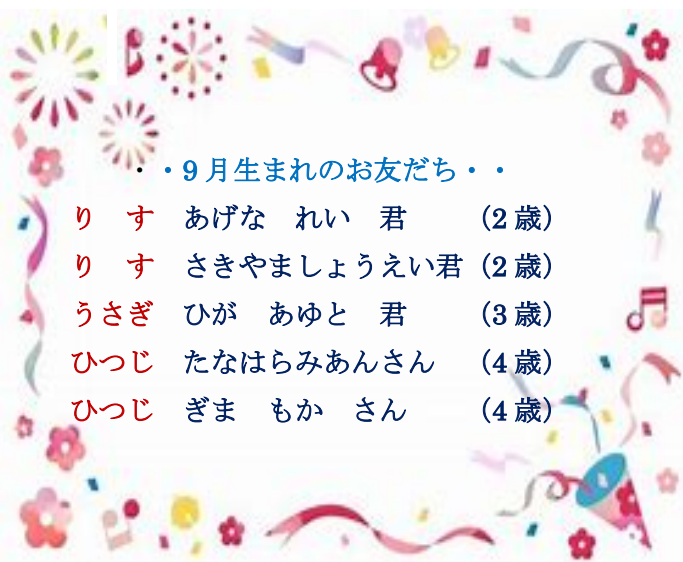 ・・9月生まれのお友だち・・
りす　あげな　れい　君　（2歳）
りす　さきやましょうえい君（2歳）
うさぎ　ひが　あゆと　君　（3歳）
ひつじ　たなはらみあんさん　（4歳）
ひつじ　ぎま　もか　さん　（4歳）